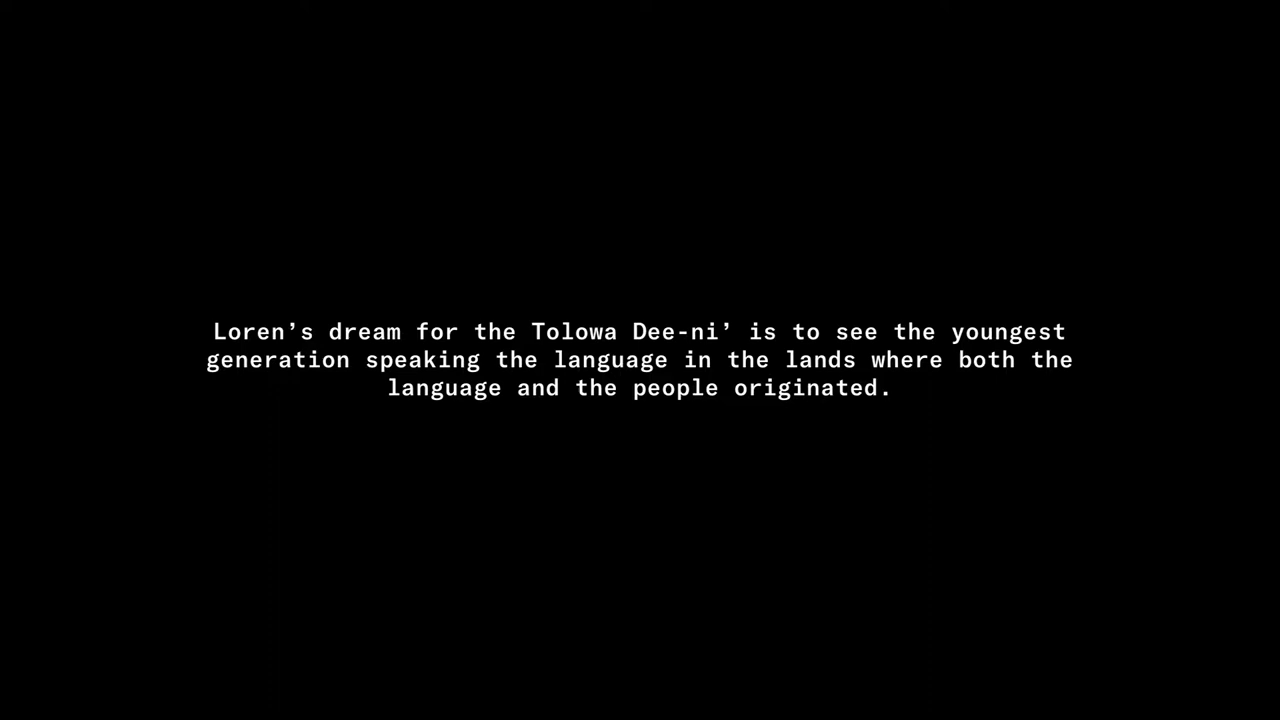 Loren’s dream for the Tolowa Dee-ni’ is to see the youngest
generation speaking the language in the lands where both the
language and the people originated.